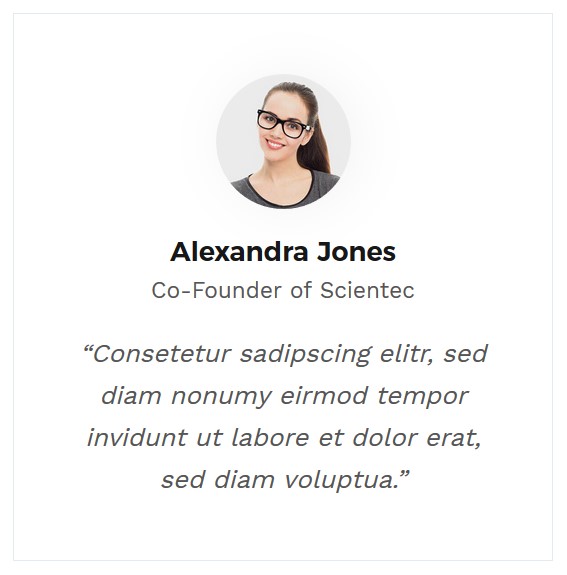 Alexandra Jones
Co-Founder of Scientec
“Consetetur sadipscing elitr, sed
diam nonumy eirmod tempor
invidunt ut labore et dolor erat,
sed diam voluptua.”